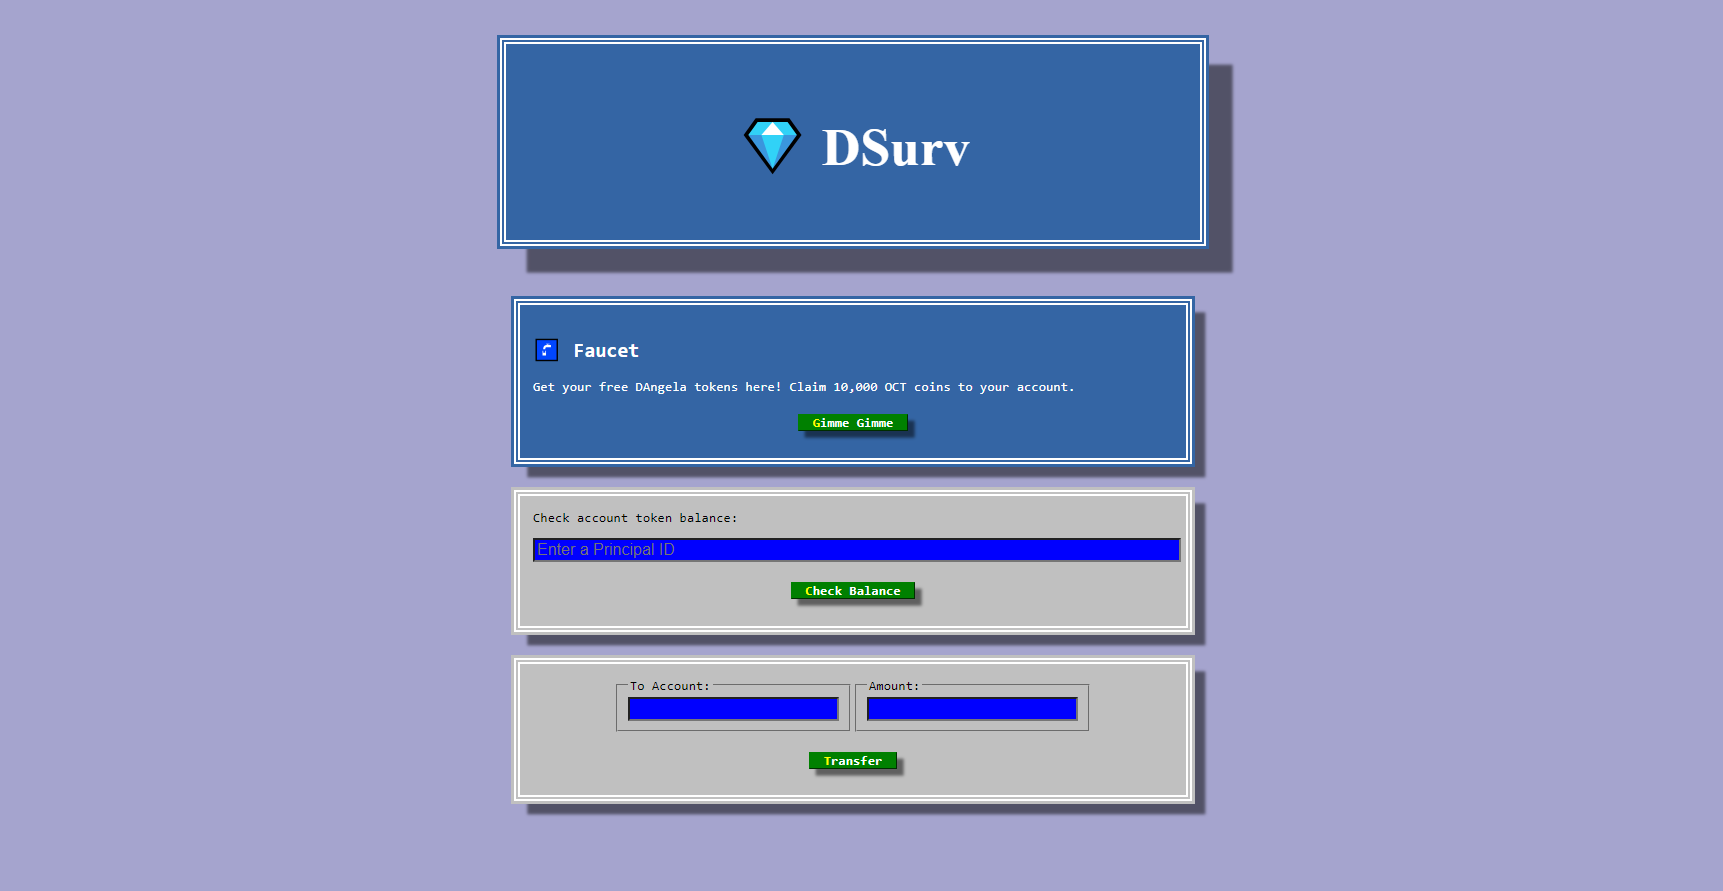 DSurv
Faucet
Get your free DAngela tokens here! Claim 10,000 OCT coins to your account.
Gimme Gimme
Check account token balance:
Enter a Principal ID
Check Balance
To Account: Amount:
Transfer